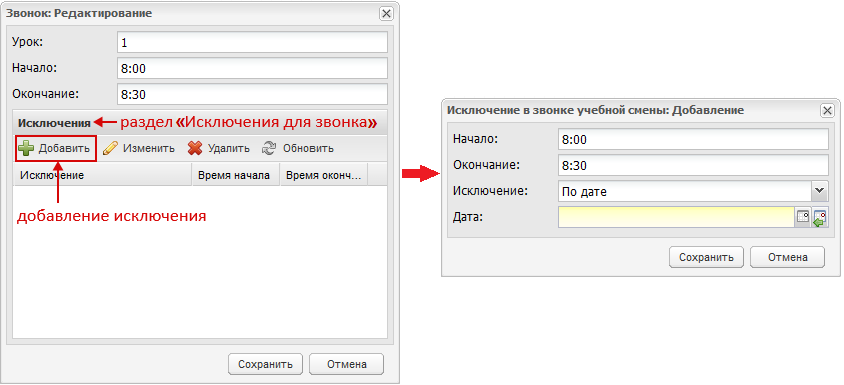 Звонок: Редактирование
Урок: 1
Начало: 8:00
Окончание: 8:30
Исключения раздел «Исключения для звонка»
Добавить Изменить Удалить Обновить
Исключение Время начала Время оконч...
добавление исключения
Сохранить Отмена
Исключение в звонке учебной смены: Добавление
Начало: 8:00
Окончание: 8:30
Исключение: По дате
Дата:
Сохранить Отмена